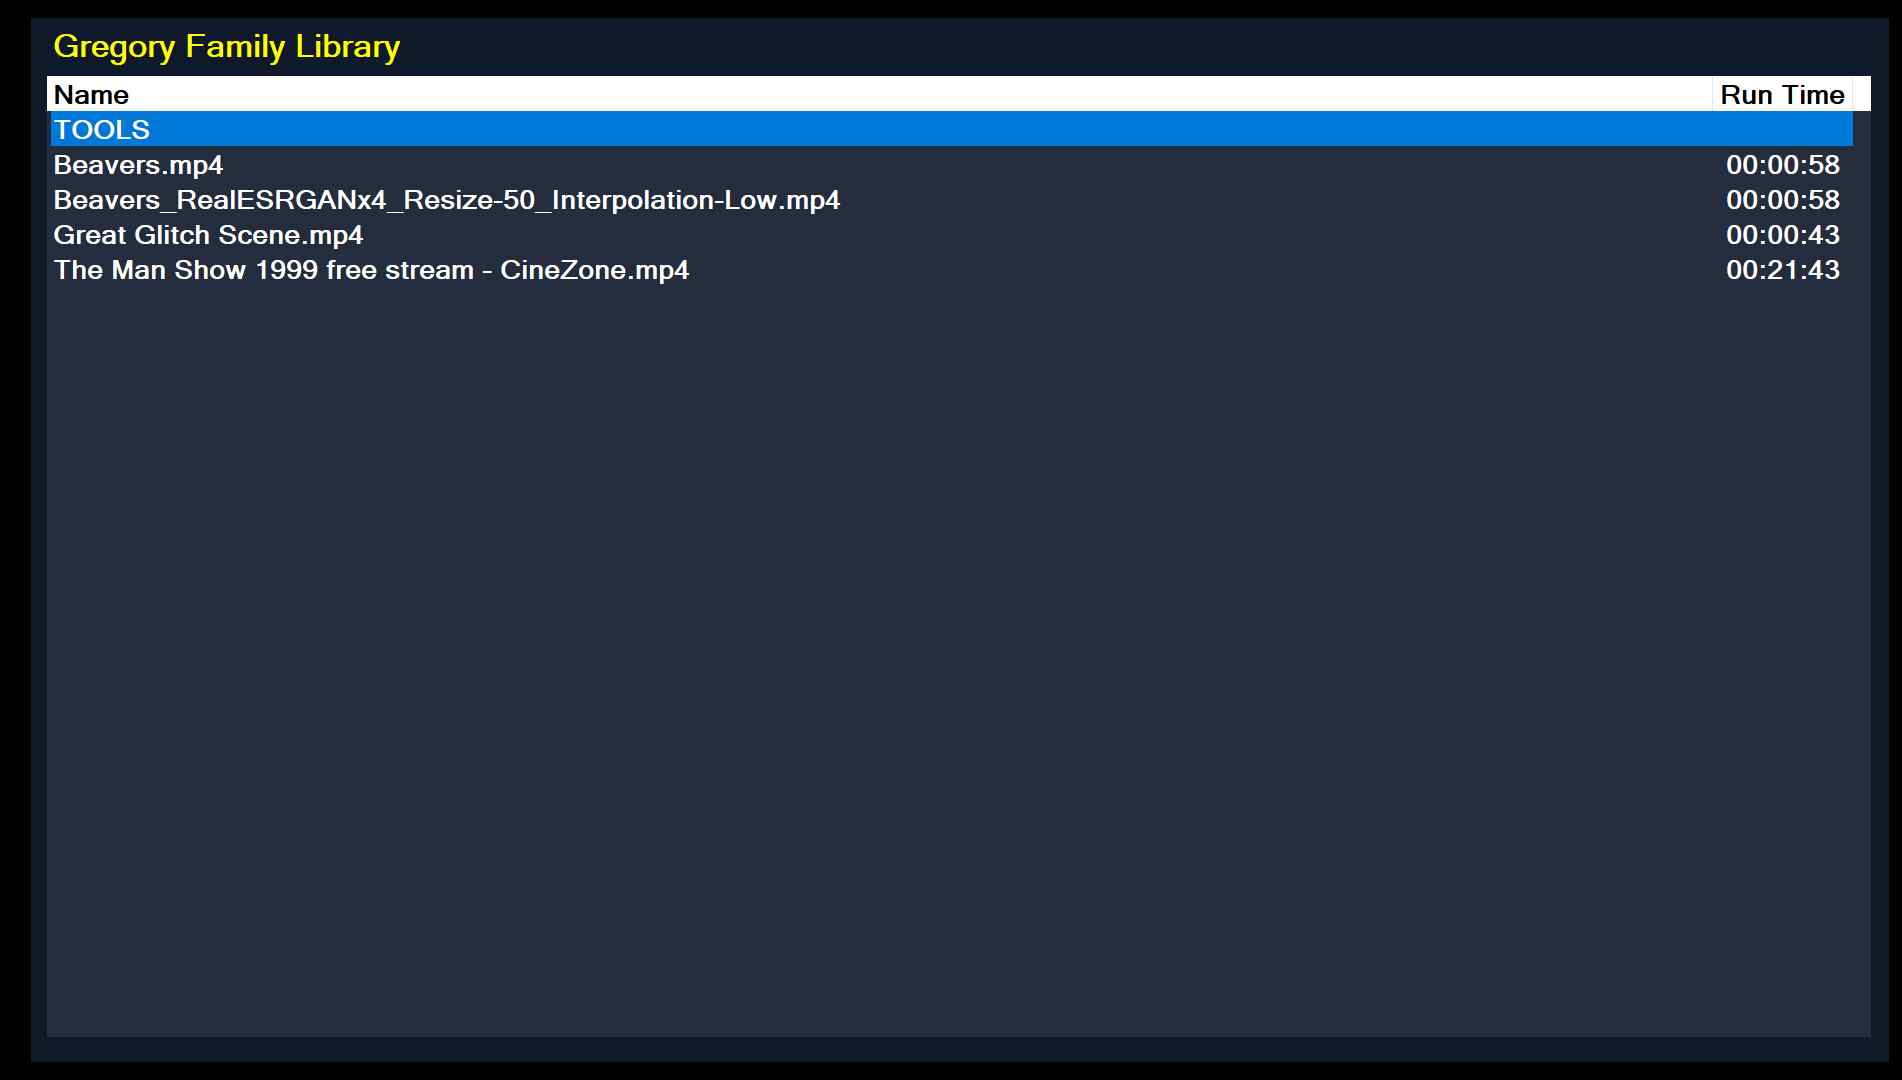 Gregory Family Library
Name Run Time
TOOLS
Beavers.mp4 00:00:58
Beavers_RealESRGANx4_Resize-50_Interpolation-Low.mp4 00:00:58
Great Glitch Scene.mp4 00:00:43
The Man Show 1999 free stream - CineZone.mp4 00:21:43